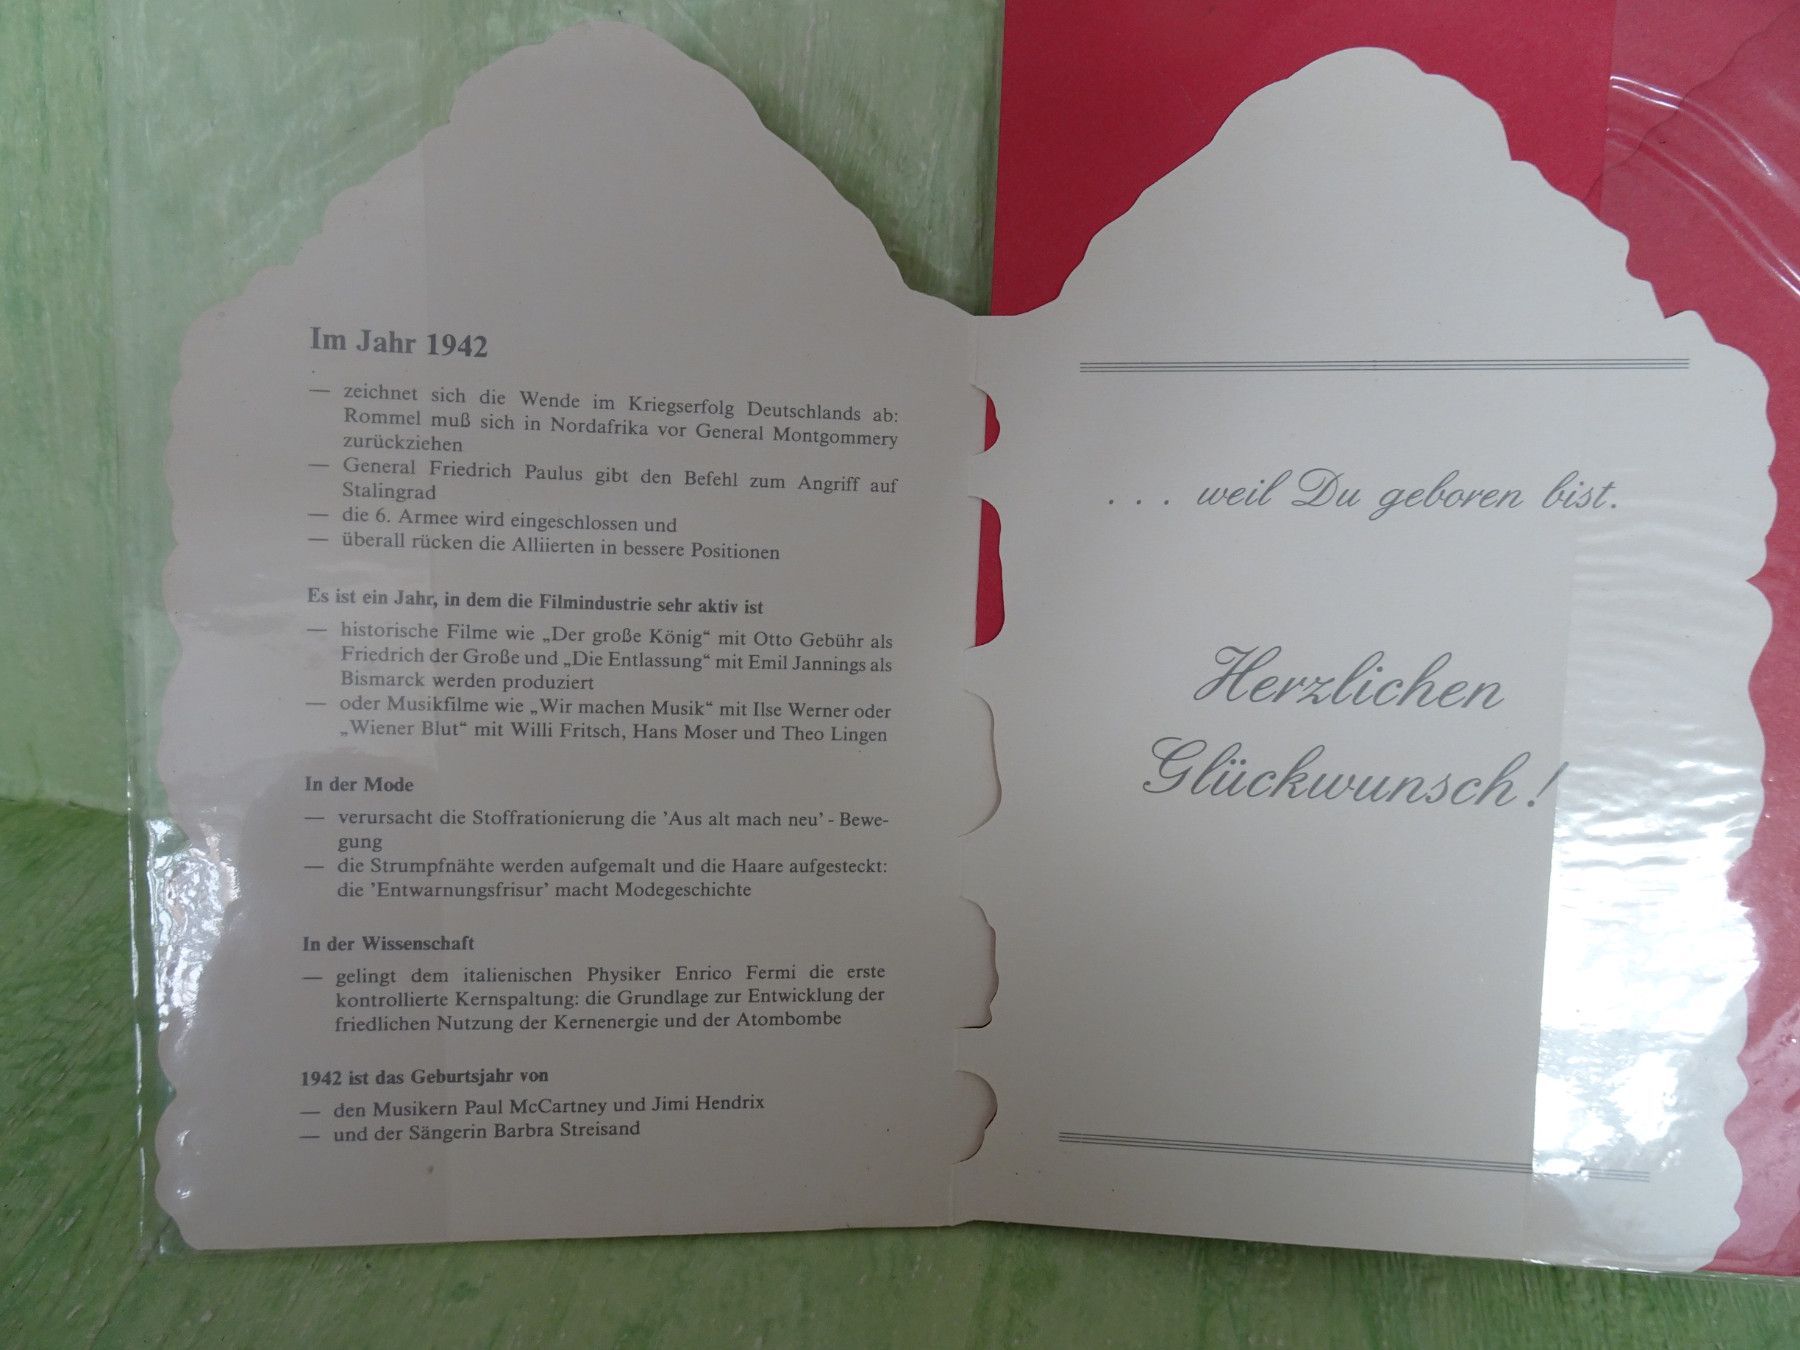 Im Jahr 1942
— zeichnet sich die Wende im Kriegserfolg Deutschlands ab:
Rommel muß sich in Nordafrika vor General Montgommery
zurückziehen
— General Friedrich Paulus gibt den Befehl zum Angriff auf
Stalingrad
— die 6. Armee wird eingeschlossen und
— überall rücken die Alliierten in bessere Positionen
Es ist ein Jahr, in dem die Filmindustrie sehr aktiv ist
— historische Filme wie „Der große König“ mit Otto Gebühr als
Friedrich der Große und „Die Entlassung“ mit Emil Jannings als
Bismarck werden produziert
— oder Musikfilme wie „Wir machen Musik“ mit Ilse Werner oder
„Wiener Blut“ mit Willi Fritsch, Hans Moser und Theo Lingen
In der Mode
— verursacht die Stoffrationierung die 'Aus alt mach neu' - Bewe-
gung
— die Strumpfnähte werden aufgemalt und die Haare aufgesteckt:
die 'Entwarnungsfrisur' macht Modegeschichte
In der Wissenschaft
— gelingt dem italienischen Physiker Enrico Fermi die erste
kontrollierte Kernspaltung: die Grundlage zur Entwicklung der
friedlichen Nutzung der Kernenergie und der Atombombe
1942 ist das Geburtsjahr von
— den Musikern Paul McCartney und Jimi Hendrix
— und der Sängerin Barbra Streisand
. . . weil Du geboren bist.
Herzlichen
Glückwunsch!